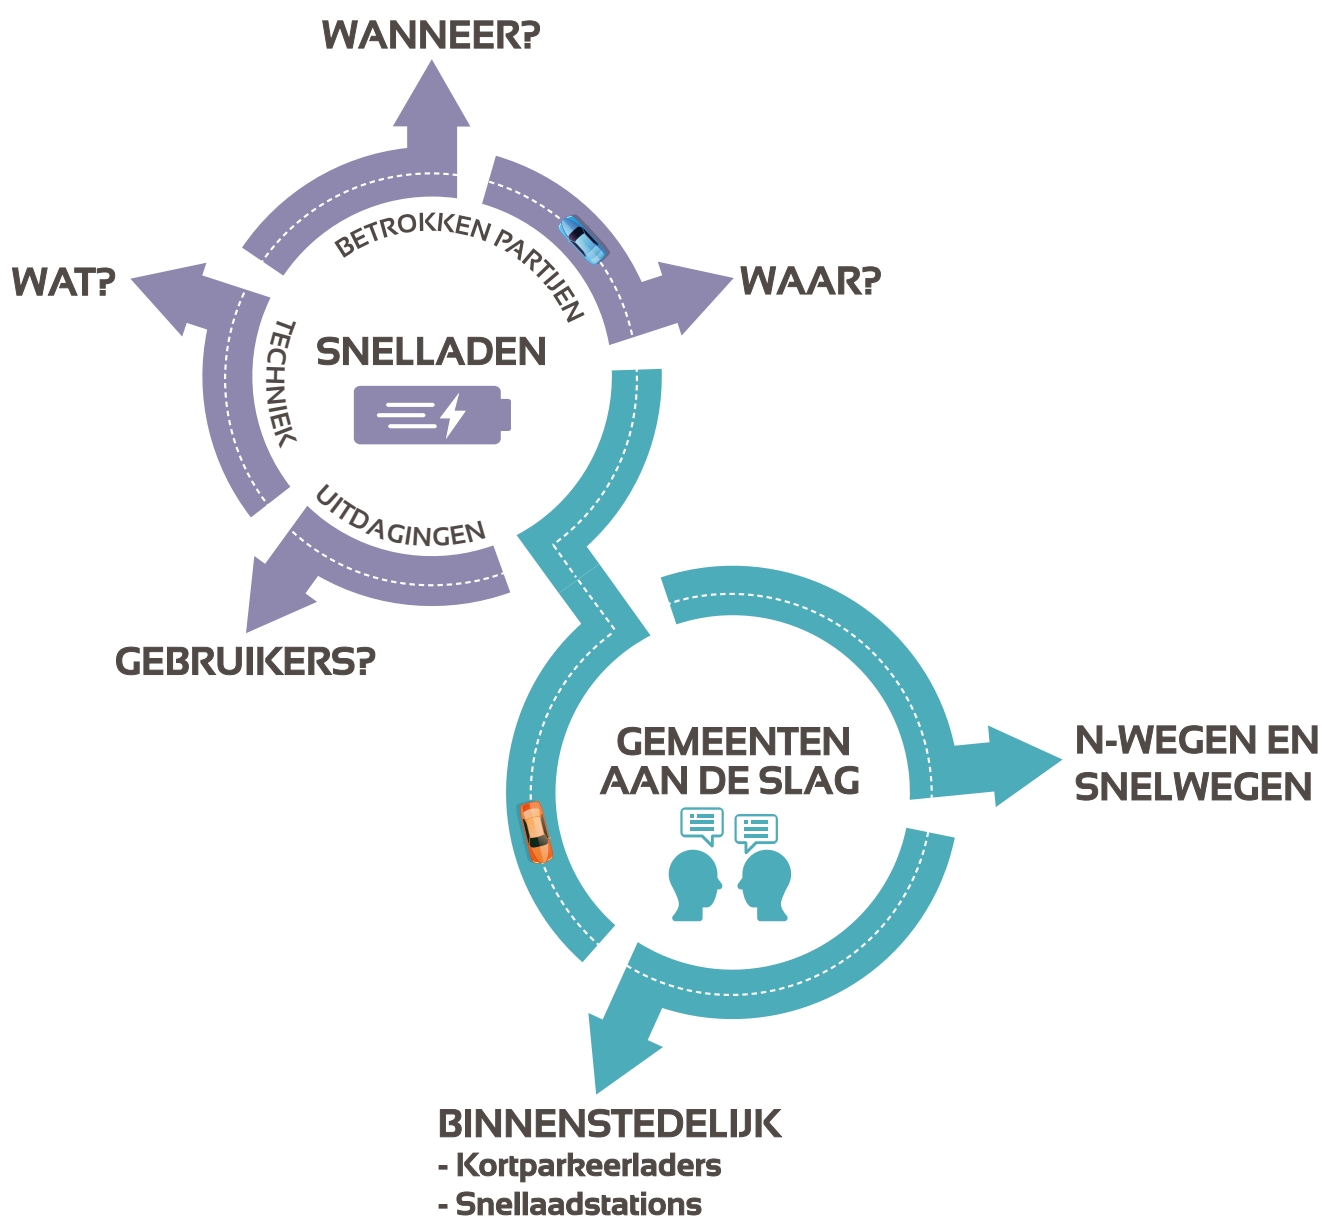 WANNEER?
WAT?
WAAR?
BETROKKEN PARTIJEN
TECHNIEK
SNELLADEN
UITDAGINGEN
GEBRUIKERS?
GEMEENTEN
AAN DE SLAG
N-WEGEN EN
SNELWEGEN
BINNENSTEDELIJK
- Kortparkeerladers
- Snellaadstations